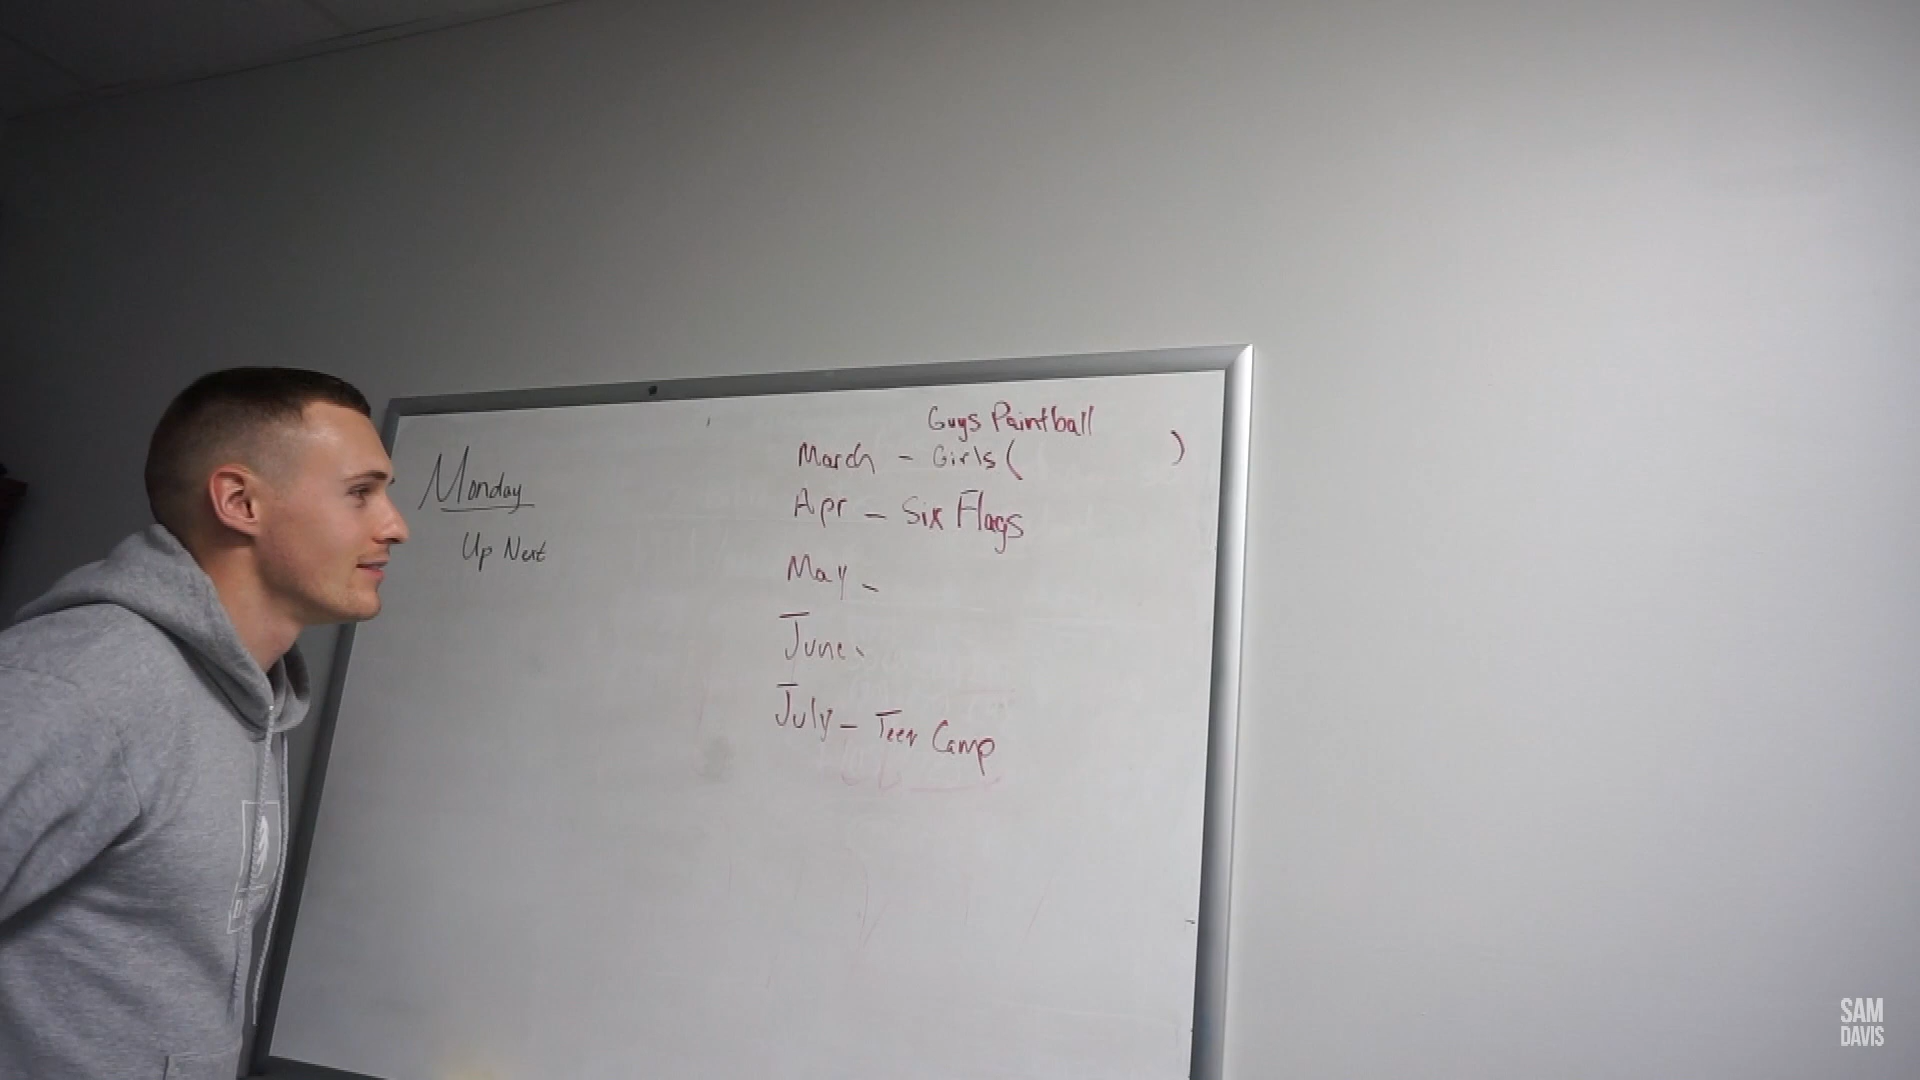 Monday
Up Next
Guys Paintball
March - Girls ( )
Apr - Six Flags
May -
June -
July - Teen Camp
SAM
DAVIS